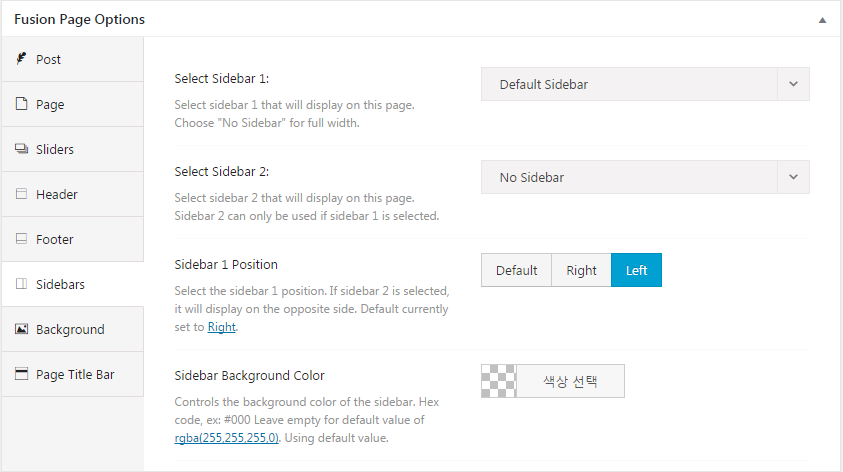 Fusion Page Options
Post
Page
Sliders
Header
Footer
Sidebars
Background
Page Title Bar
Select Sidebar 1:
Select sidebar 1 that will display on this page.
Choose "No Sidebar" for full width.
Default Sidebar
Select Sidebar 2:
Select sidebar 2 that will display on this page.
Sidebar 2 can only be used if sidebar 1 is selected.
No Sidebar
Sidebar 1 Position
Select the sidebar 1 position. If sidebar 2 is selected,
it will display on the opposite side. Default currently
set to Right.
Default Right Left
Sidebar Background Color
Controls the background color of the sidebar. Hex
code, ex: #000 Leave empty for default value of
rgba(255,255,255,0). Using default value.
색상 선택